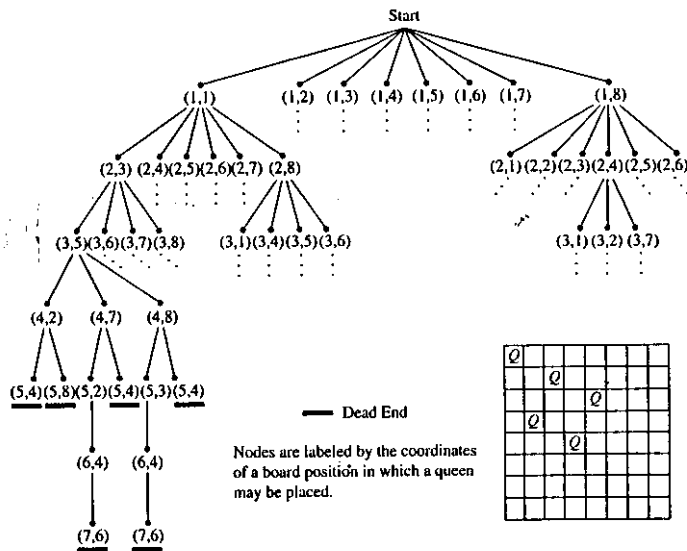 Start
(1,1) (1,2) (1,3) (1,4) (1,5) (1,6) (1,7) (1,8)
(2,3) (2,4)(2,5)(2,6)(2,7) (2,8) (2,1) (2,2) (2,3) (2,4) (2,5) (2,6)
(3,5)(3,6)(3,7)(3,8) (3,1) (3,4) (3,5) (3,6) (3,1) (3,2) (3,7)
(4,2) (4,7) (4,8)
(5,4) (5,8) (5,2) (5,4) (5,3) (5,4)
(6,4) (6,4)
(7,6) (7,6)
Dead End
Nodes are labeled by the coordinates
of a board position in which a queen
may be placed.
Q
Q
Q
Q
Q